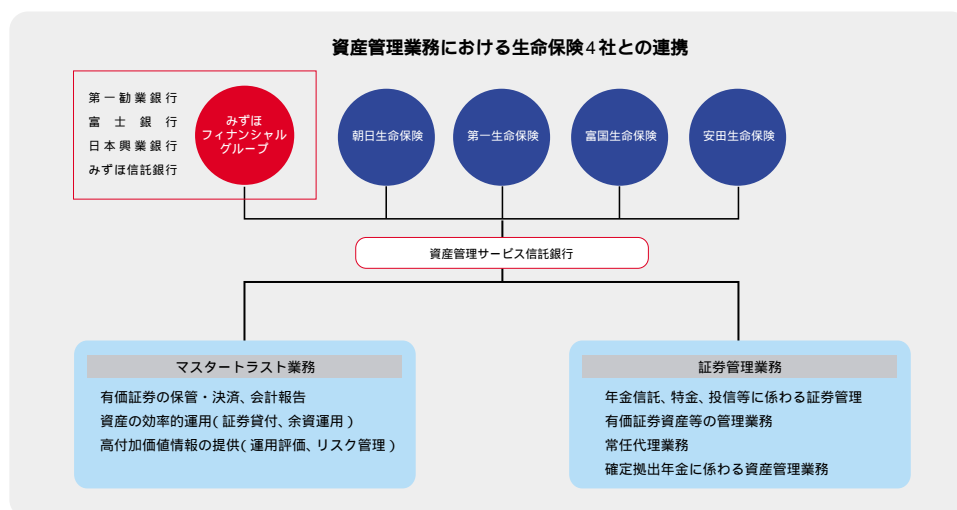 資産管理業務における生命保険4社との連携
第一勧業銀行
富士銀行
日本興業銀行
みずほ信託銀行
みずほ
フィナンシャル
グループ
朝日生命保険
第一生命保険
富国生命保険
安田生命保険
資産管理サービス信託銀行
マスタートラスト業務
有価証券の保管・決済、会計報告
資産の効率的運用(証券貸付、余資運用)
高付加価値情報の提供(運用評価、リスク管理)
証券管理業務
年金信託、特金、投信等に係わる証券管理
有価証券資産等の管理業務
常任代理業務
確定拠出年金に係わる資産管理業務